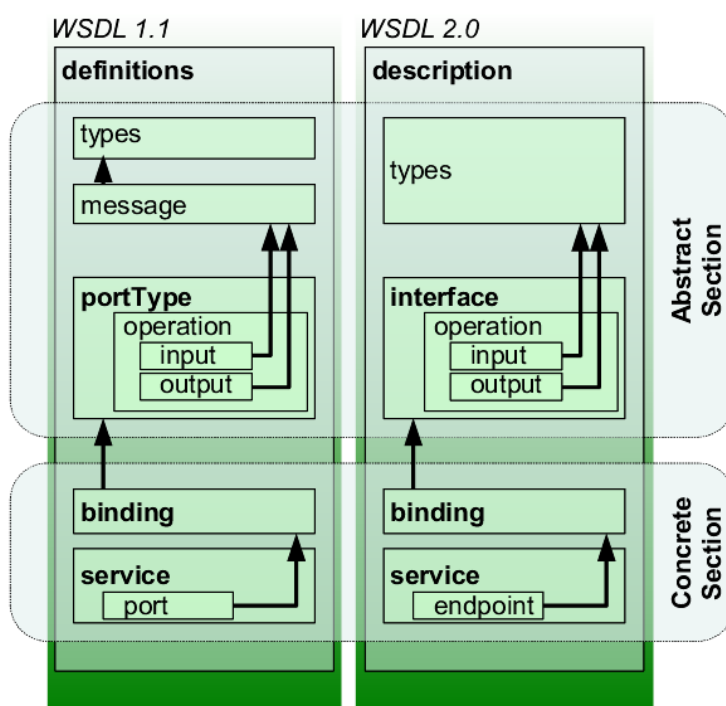 WSDL 1.1
definitions
types
message
portType
operation
input
output
binding
service
port
WSDL 2.0
description
types
interface
operation
input
output
binding
service
endpoint
Abstract
Section
Concrete
Section